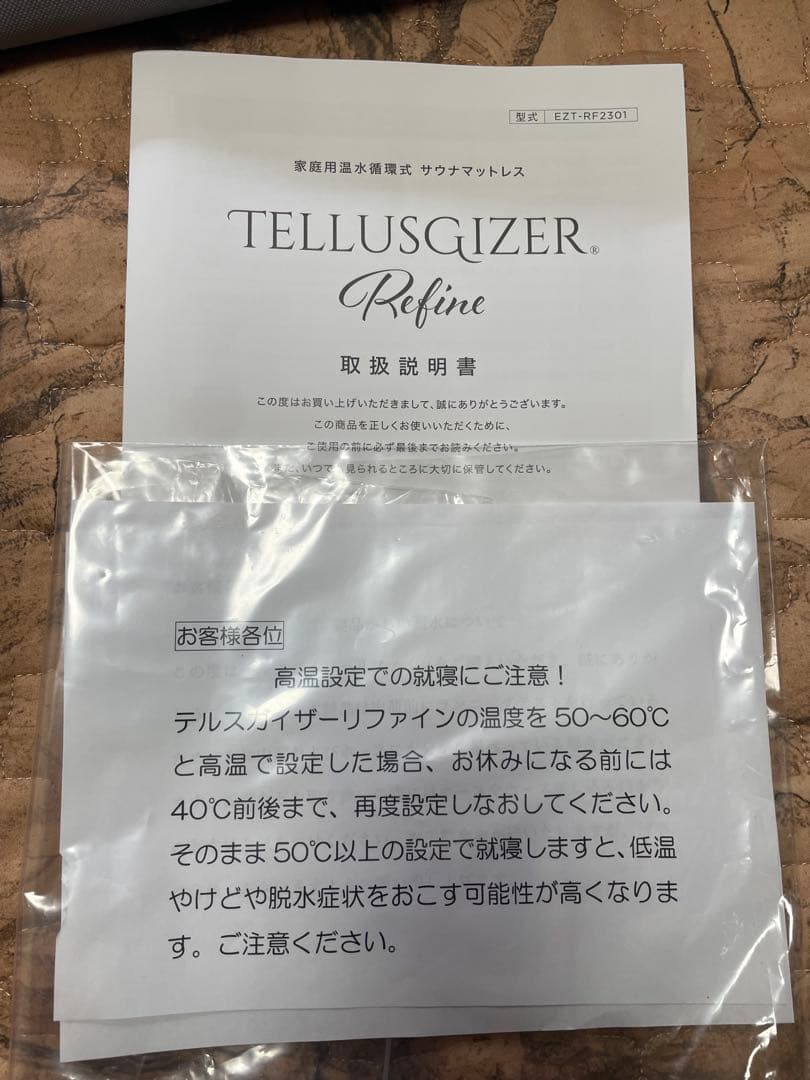 型式 EZT-RF2301
家庭用温水循環式 サウナマットレス
TELLUSGIZER®
Refine
取扱説明書
この度はお買い上げいただきまして、誠にありがとうございます。
この商品を正しくお使いいただくために、
ご使用の前に必ず最後までお読みください。
また、いつでも見られるところに大切に保管してください。
お客様各位
高温設定での就寝にご注意！
テルスガイザーリファインの温度を50～60℃
と高温で設定した場合、お休みになる前には
40℃前後まで、再度設定しなおしてください。
そのまま50℃以上の設定で就寝しますと、低温
やけどや脱水症状をおこす可能性が高くなりま
す。ご注意ください。